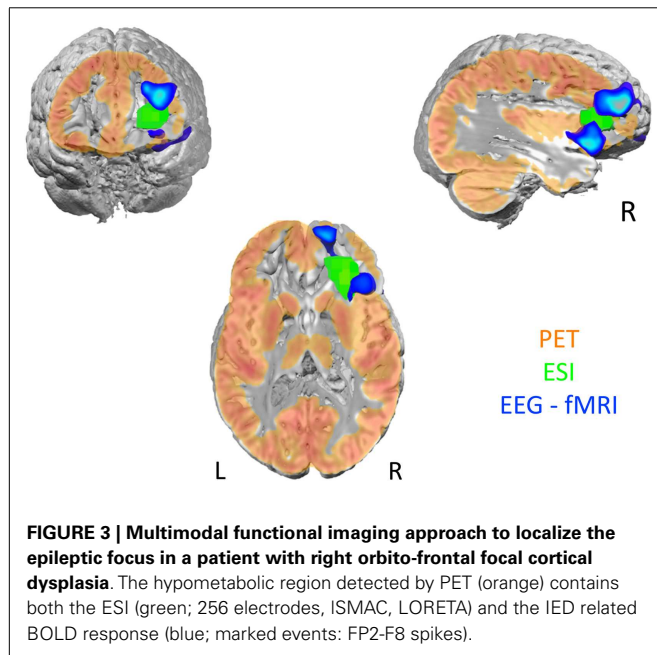 R
PET
ESI
EEG - fMRI
L R
FIGURE 3 | Multimodal functional imaging approach to localize the
epileptic focus in a patient with right orbito-frontal focal cortical
dysplasia. The hypometabolic region detected by PET (orange) contains
both the ESI (green; 256 electrodes, ISMAC, LORETA) and the IED related
BOLD response (blue; marked events: FP2-F8 spikes).